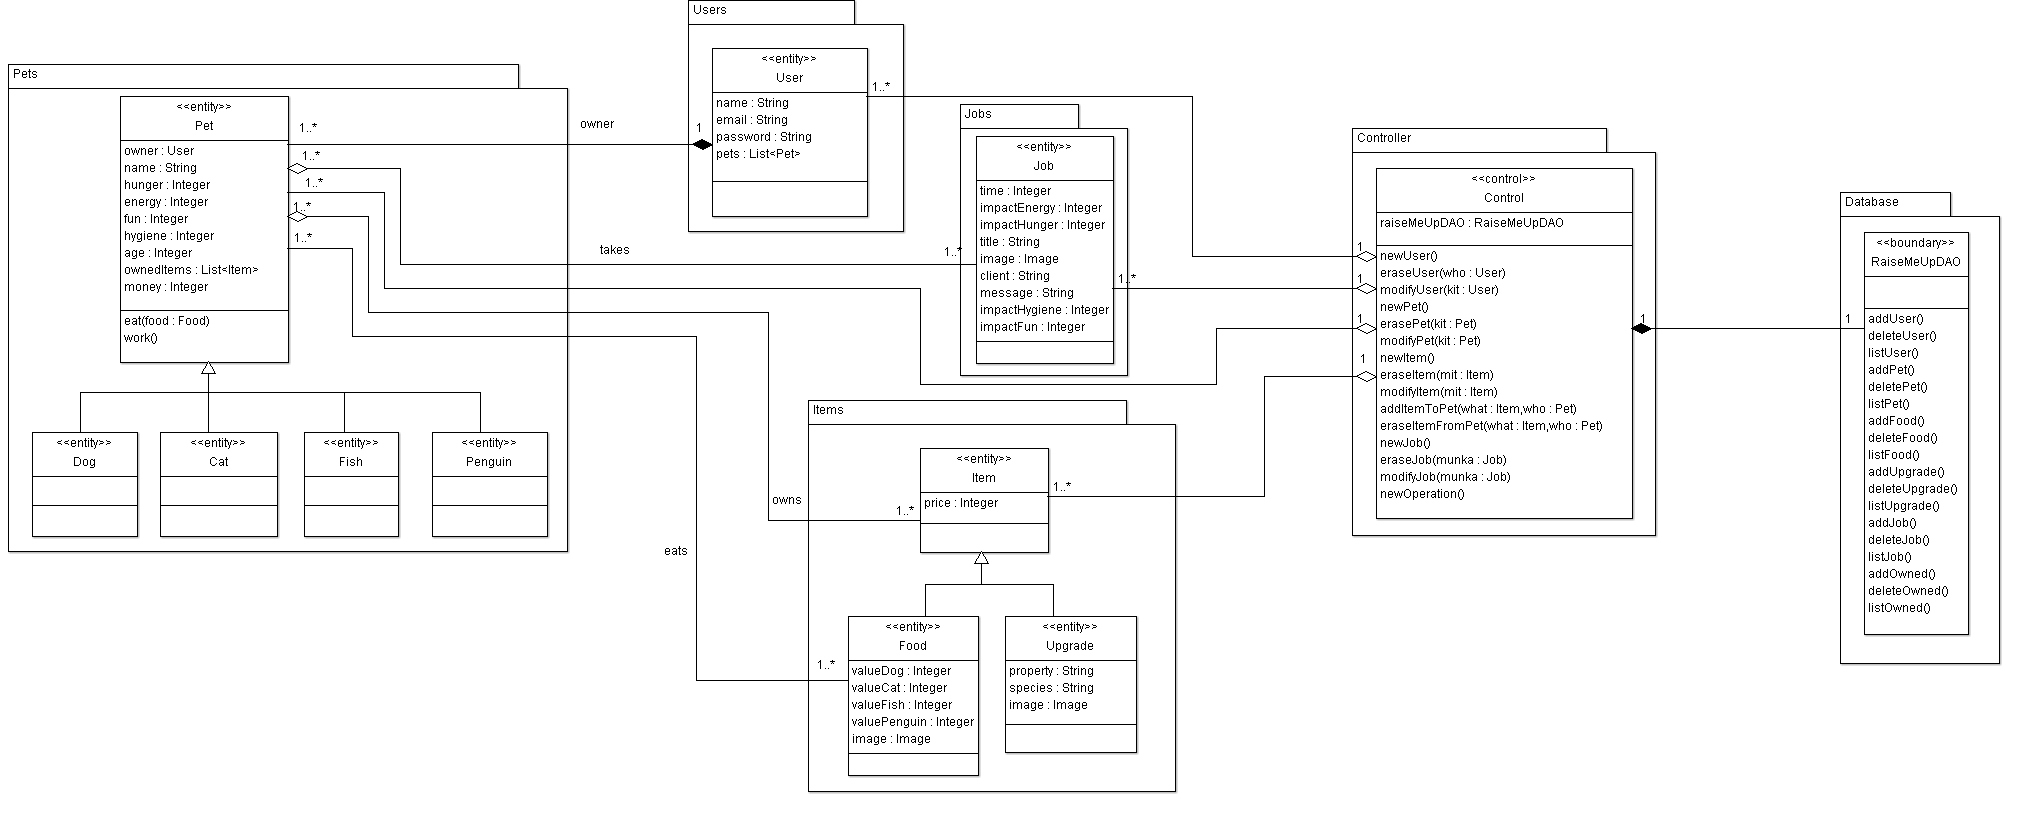 Users
<<entity>>
User
name : String
email : String
password : String
pets : List<Pet>
Pets
<<entity>>
Pet
owner : User
name : String
hunger : Integer
energy : Integer
fun : Integer
hygiene : Integer
age : Integer
ownedItems : List<Item>
money : Integer
eat(food : Food)
work()
<<entity>>
Dog
<<entity>>
Cat
<<entity>>
Fish
<<entity>>
Penguin
1..*
owner
1
1..*
1..*
1..*
1..*
takes
1..*
owns
1..*
eats
1..*
1..*
Jobs
<<entity>>
Job
time : Integer
impactEnergy : Integer
impactHunger : Integer
title : String
image : Image
client : String
message : String
impactHygiene : Integer
impactFun : Integer
1..*
Items
<<entity>>
Item
price : Integer
1..*
<<entity>>
Food
valueDog : Integer
valueCat : Integer
valueFish : Integer
valuePenguin : Integer
image : Image
<<entity>>
Upgrade
property : String
species : String
image : Image
Controller
<<control>>
Control
raiseMeUpDAO : RaiseMeUpDAO
1
1
1
1
newUser()
eraseUser(who : User)
modifyUser(kit : User)
newPet()
erasePet(kit : Pet)
modifyPet(kit : Pet)
newItem()
eraseItem(mit : Item)
modifyItem(mit : Item)
addItemToPet(what : Item,who : Pet)
eraseItemFromPet(what : Item,who : Pet)
newJob()
eraseJob(munka : Job)
modifyJob(munka : Job)
newOperation()
1
1
Database
<<boundary>>
RaiseMeUpDAO
addUser()
deleteUser()
listUser()
addPet()
deletePet()
listPet()
addFood()
deleteFood()
listFood()
addUpgrade()
deleteUpgrade()
listUpgrade()
addJob()
deleteJob()
listJob()
addOwned()
deleteOwned()
listOwned()